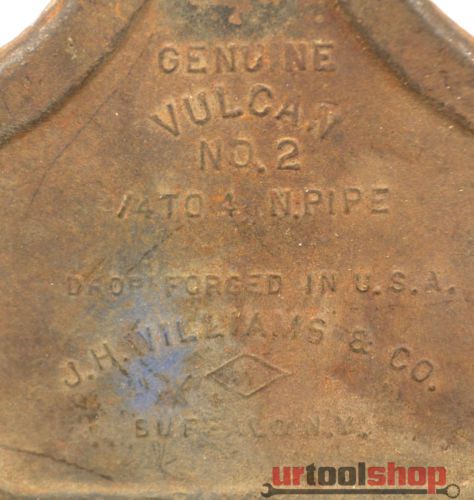 GENUINE
VULCAN
NO. 2
1/4 TO 4 IN. PIPE
DROP FORGED IN U.S.A.
J.H. WILLIAMS & CO.
BUFFALO N.Y.
urtoolshop